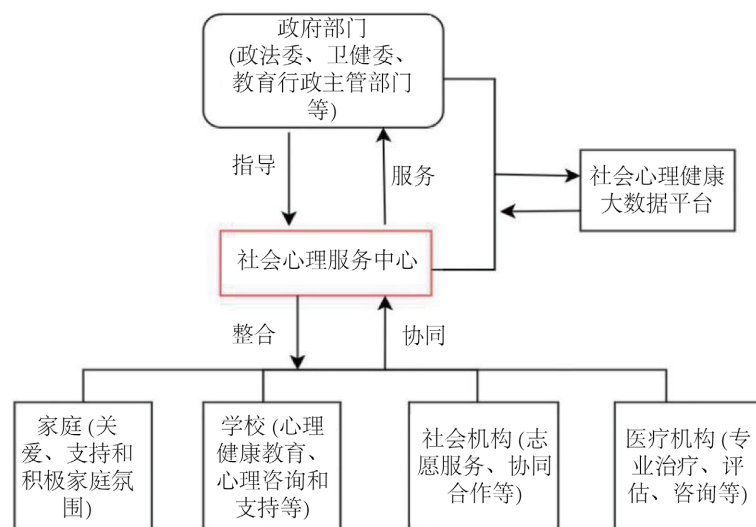 政府部门
(政法委、卫健委、
教育行政主管部门
等)
指导
服务
社会心理健康
大数据平台
社会心理服务中心
整合
协同
家庭 (关
爱、支持和
积极家庭氛
围)
学校 (心理
健康教育、
心理咨询和
支持等)
社会机构 (志
愿服务、协同
合作等)
医疗机构 (专
业治疗、评
估、咨询等)